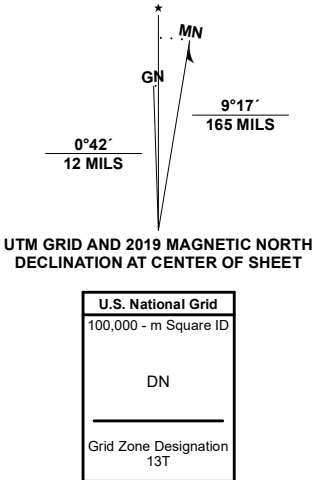 ★
MN
GN
9°17´
165 MILS
0°42´
12 MILS
UTM GRID AND 2019 MAGNETIC NORTH
DECLINATION AT CENTER OF SHEET
U.S. National Grid
100,000 - m Square ID
DN
Grid Zone Designation
13T